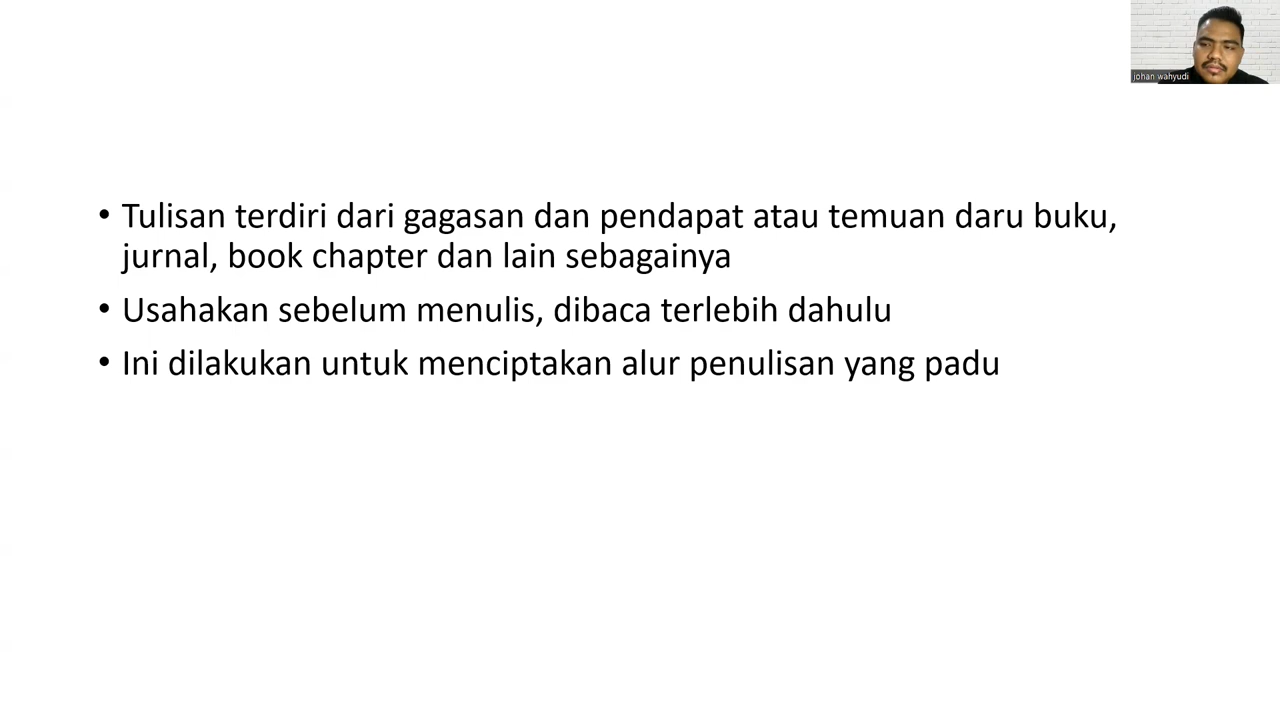 johan wahyudi
• Tulisan terdiri dari gagasan dan pendapat atau temuan daru buku,
jurnal, book chapter dan lain sebagainya
• Usahakan sebelum menulis, dibaca terlebih dahulu
• Ini dilakukan untuk menciptakan alur penulisan yang padu